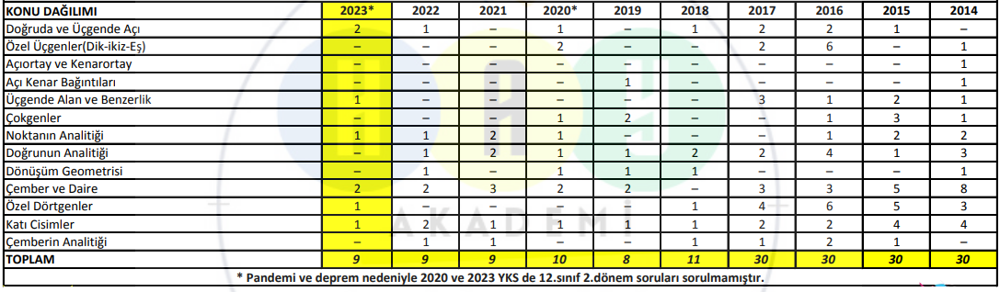 KONU DAĞILIMI 2023* 2022 2021 2020* 2019 2018 2017 2016 2015 2014
Doğruda ve Üçgende Açı 2 1 – 1 – 1 2 2 1 –
Özel Üçgenler(Dik-ikiz-Eş) – – – 2 – – 2 6 – 1
Açıortay ve Kenarortay – – – – – – – – – 1
Açı Kenar Bağıntıları – – – – 1 – – – – 1
Üçgende Alan ve Benzerlik 1 – – – – – 3 1 2 1
Çokgenler – – – 1 2 – – 1 3 1
Noktanın Analitiği 1 1 2 1 – – – 1 2 2
Doğrunun Analitiği – 1 2 1 1 2 2 4 1 3
Dönüşüm Geometrisi – 1 – 1 1 1 – – – 1
Çember ve Daire 2 2 3 2 2 – 3 3 5 8
Özel Dörtgenler 1 – – – – 1 4 6 5 3
Katı Cisimler 1 2 1 1 1 1 2 2 4 4
Çemberin Analitiği – 1 1 – – 1 1 2 1 –
TOPLAM 9 9 9 10 8 11 30 30 30 30
* Pandemi ve deprem nedeniyle 2020 ve 2023 YKS de 12.sınıf 2.dönem soruları sorulmamıştır.
AKADEMİ